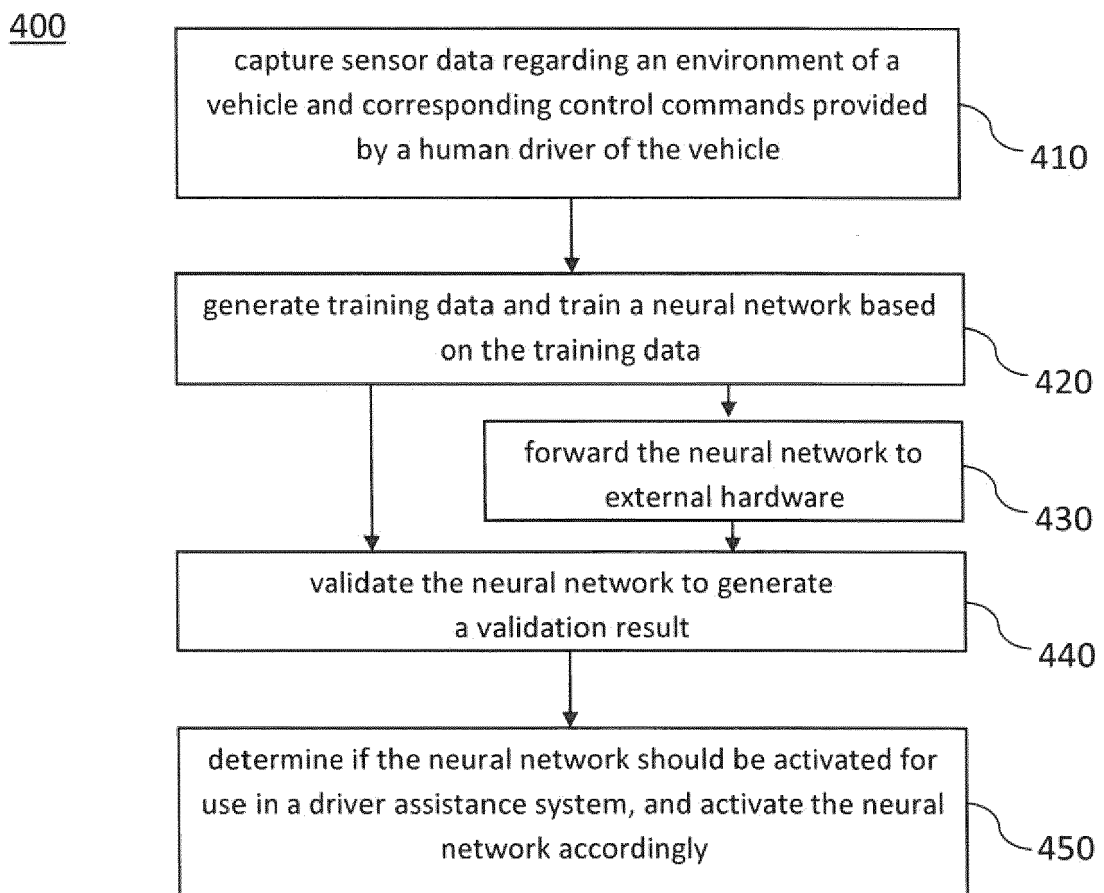 400
capture sensor data regarding an environment of a
vehicle and corresponding control commands provided
by a human driver of the vehicle
410
generate training data and train a neural network based
on the training data
420
forward the neural network to
external hardware
430
validate the neural network to generate
a validation result
440
determine if the neural network should be activated for
use in a driver assistance system, and activate the neural
network accordingly
450